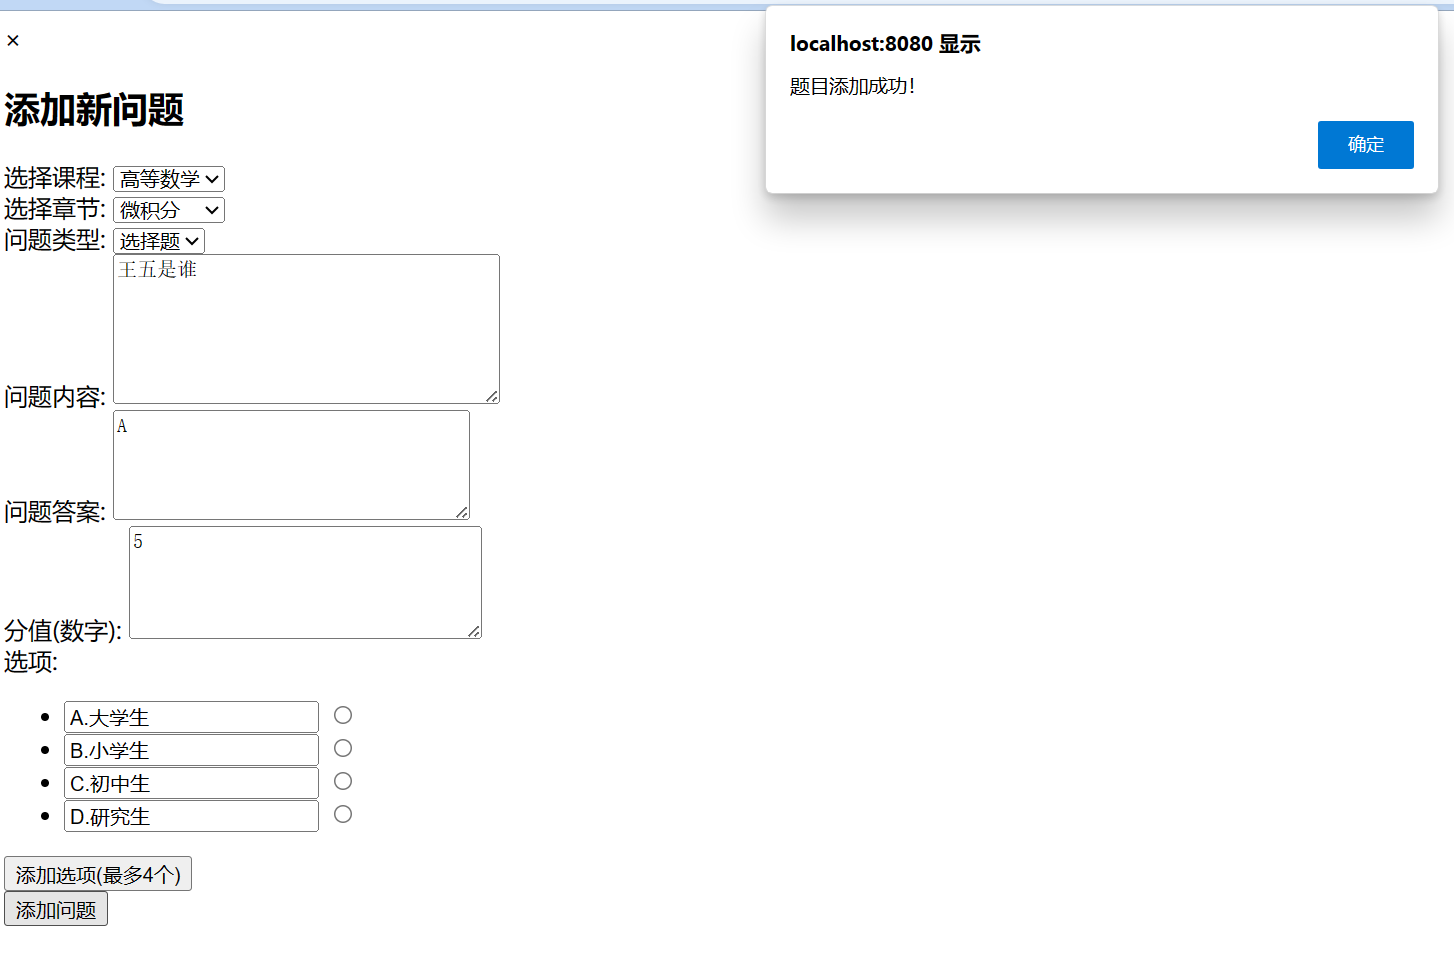 ×
localhost:8080 显示
题目添加成功！
确定
添加新问题
选择课程: 高等数学
选择章节: 微积分
问题类型: 选择题
王五是谁
问题内容:
A
问题答案:
5
分值(数字):
选项:
A.大学生
B.小学生
C.初中生
D.研究生
添加选项(最多4个)
添加问题